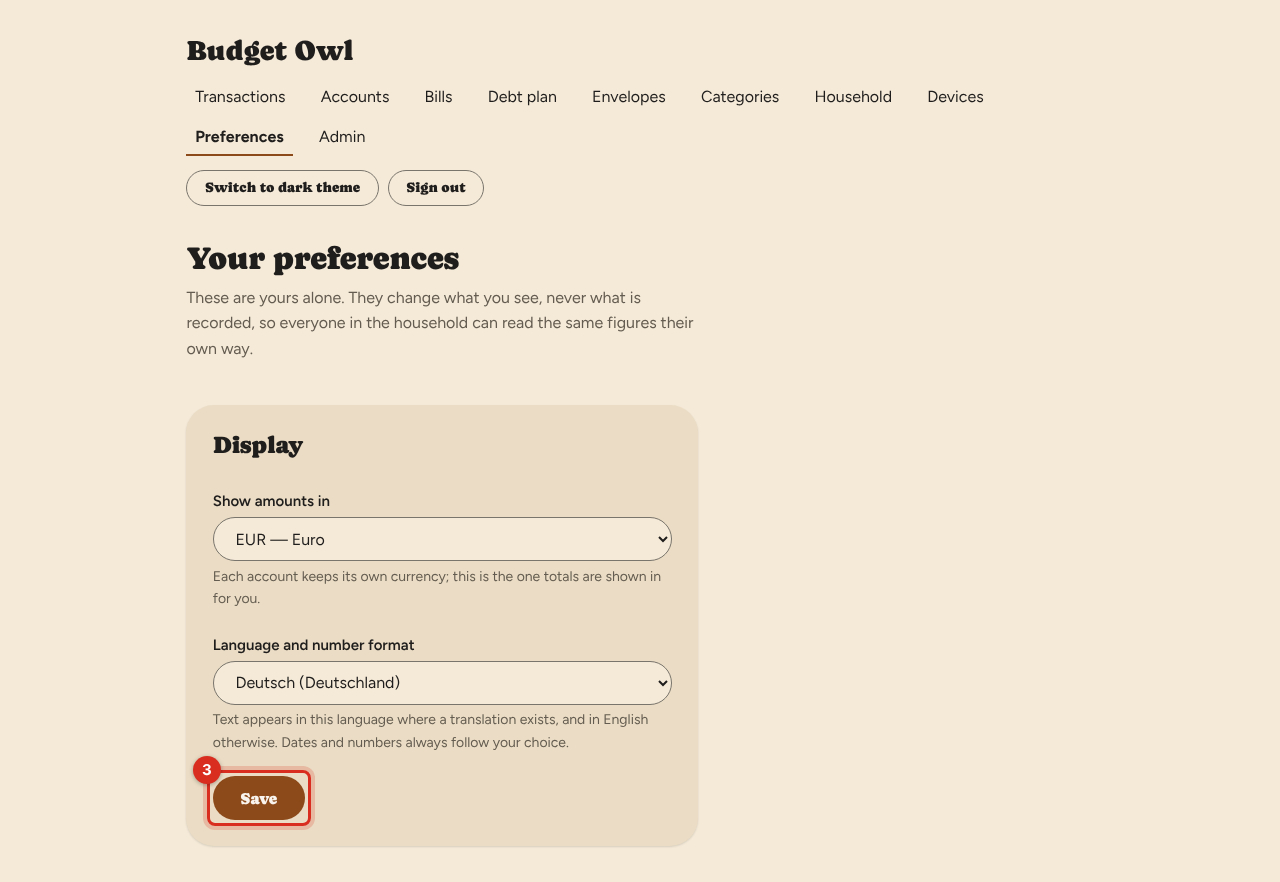 Budget Owl
Transactions Accounts Bills Debt plan Envelopes Categories Household Devices
Preferences Admin
Switch to dark theme Sign out
Your preferences
These are yours alone. They change what you see, never what is
recorded, so everyone in the household can read the same figures their
own way.
Display
Show amounts in
EUR — Euro
Each account keeps its own currency; this is the one totals are shown in
for you.
Language and number format
Deutsch (Deutschland)
Text appears in this language where a translation exists, and in English
otherwise. Dates and numbers always follow your choice.
3
Save